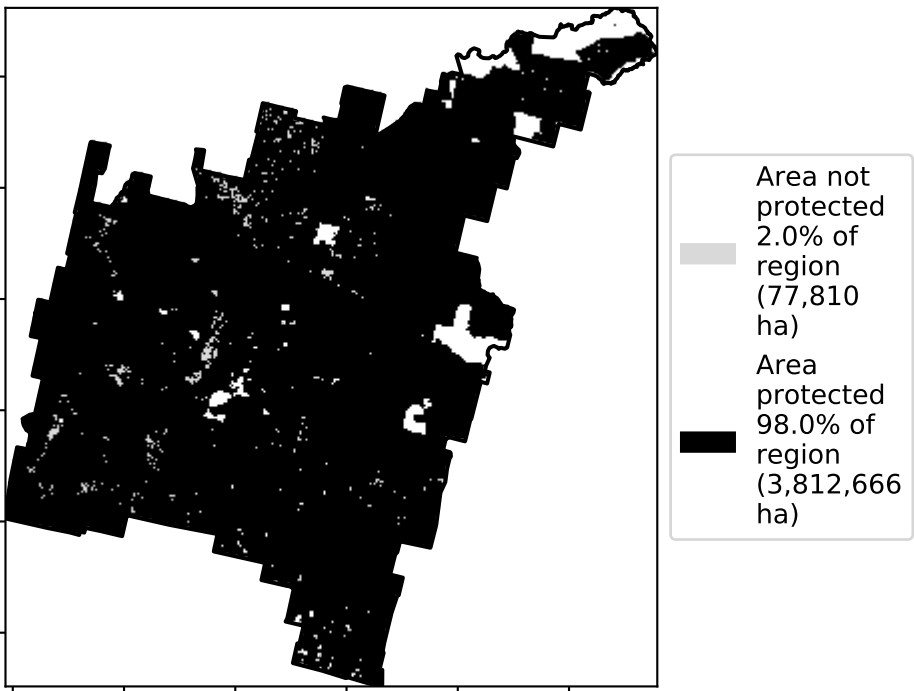 Area not
protected
2.0% of
region
(77,810
ha)
Area
protected
98.0% of
region
(3,812,666
ha)